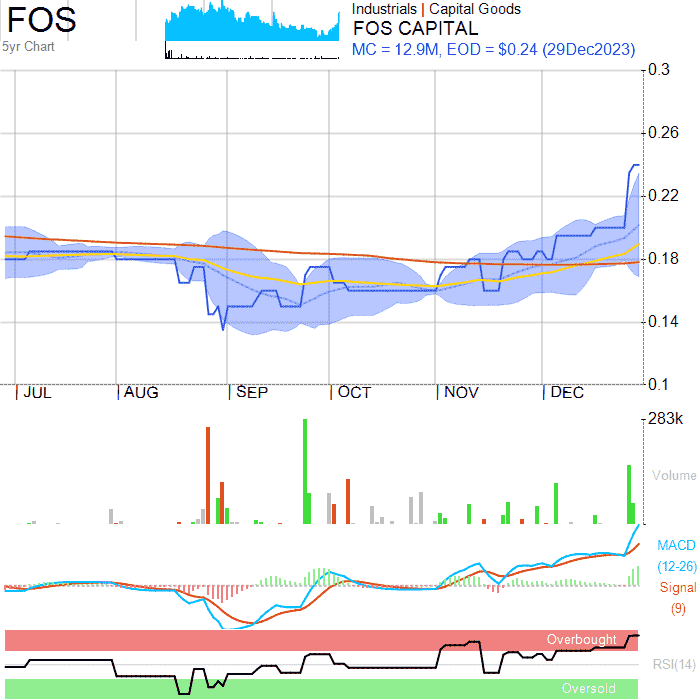 FOS
5yr Chart
Industrials | Capital Goods
FOS CAPITAL
MC = 12.9M, EOD = $0.24 (29Dec2023)
0.3
0.26
0.22
0.18
0.14
0.1
JUL AUG SEP OCT NOV DEC
283k
Volume
MACD
(12-26)
Signal
(9)
Overbought
RSI(14)
Oversold